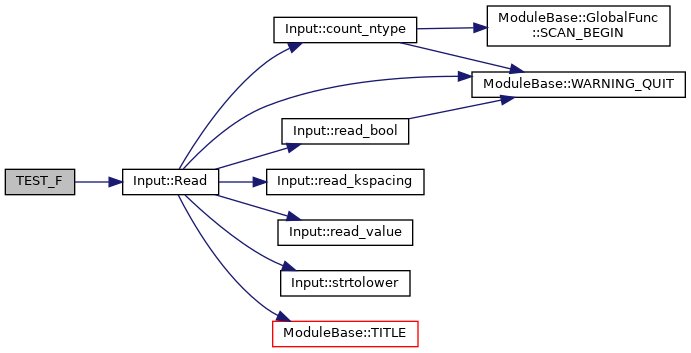 TEST_F
Input::Read
Input::count_ntype
ModuleBase::GlobalFunc
::SCAN_BEGIN
ModuleBase::WARNING_QUIT
Input::read_bool
Input::read_kspacing
Input::read_value
Input::strtolower
ModuleBase::TITLE